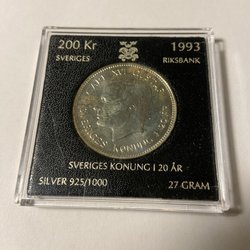 200 Kr 1993
SVERIGES RIKSBANK
SVERIGES KONUNG I 20 ÅR
SILVER 925/1000 27 GRAM